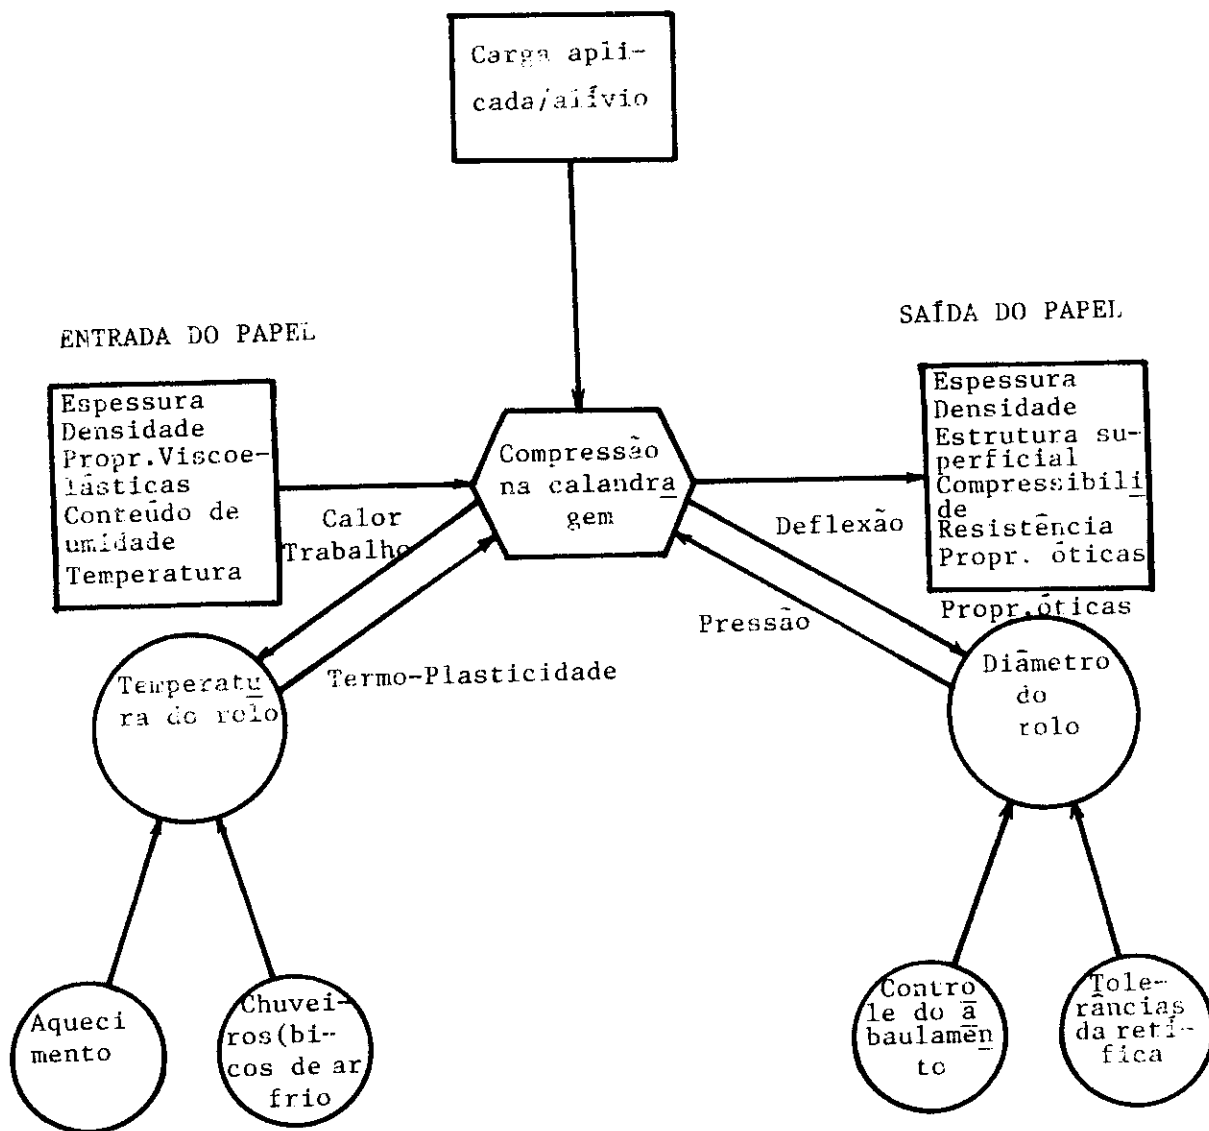 Carga apli-
cada/alívio
ENTRADA DO PAPEL
SAÍDA DO PAPEL
Espessura
Densidade
Propr.Viscoe-
lásticas
Conteúdo de
umidade
Temperatura
Compressão
na calandra
gem
Espessura
Densidade
Estrutura su-
perficial
Compressibili
de
Resistência
Propr. óticas
Calor
Trabalho
Deflexão
Pressão
Propr.óticas
Termo-Plasticidade
Temperatu
ra do rolo
Diâmetro
do
rolo
Aqueci
mento
Chuvei-
ros(bi-
cos de ar
frio
Contro
le do a
baulamen
to
Tole-
râncias
da retí-
fica